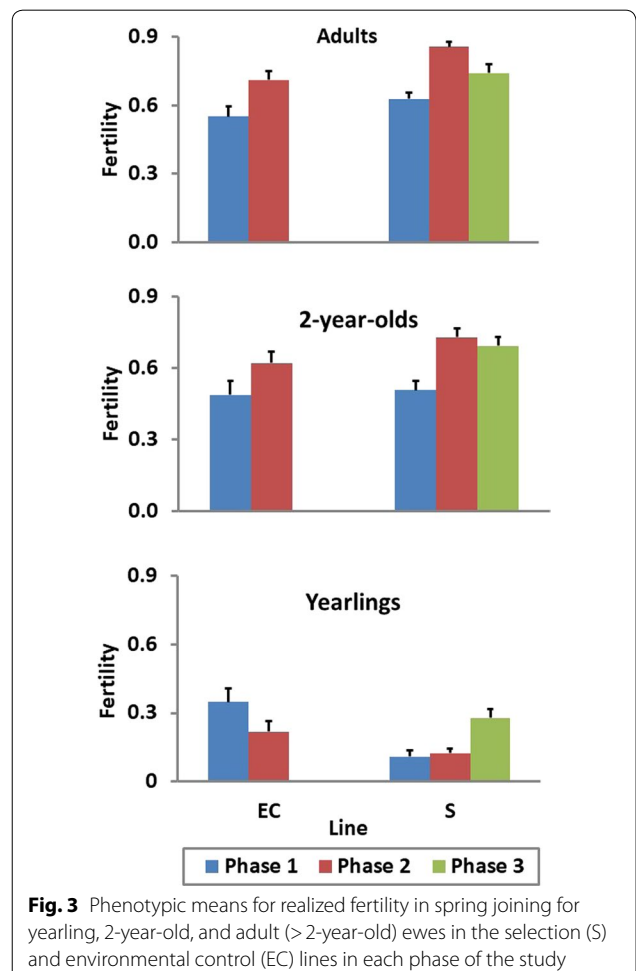 Adults
Fertility
0.9
0.6
0.3
0.0
2-year-olds
Fertility
0.9
0.6
0.3
0.0
Yearlings
Fertility
0.9
0.6
0.3
0
EC S
Line
Phase 1 Phase 2 Phase 3
Fig. 3 Phenotypic means for realized fertility in spring joining for
yearling, 2-year-old, and adult (> 2-year-old) ewes in the selection (S)
and environmental control (EC) lines in each phase of the study